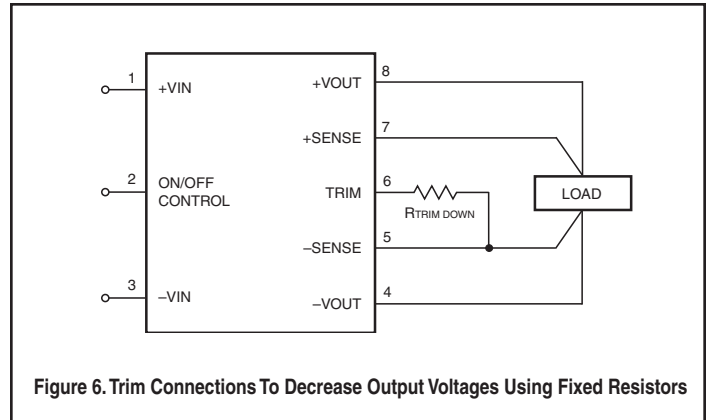 1 +VIN
+VOUT 8
+SENSE 7
2 ON/OFF
CONTROL
TRIM 6
RTRIM DOWN
LOAD
–SENSE 5
3 –VIN
–VOUT 4
Figure 6. Trim Connections To Decrease Output Voltages Using Fixed Resistors